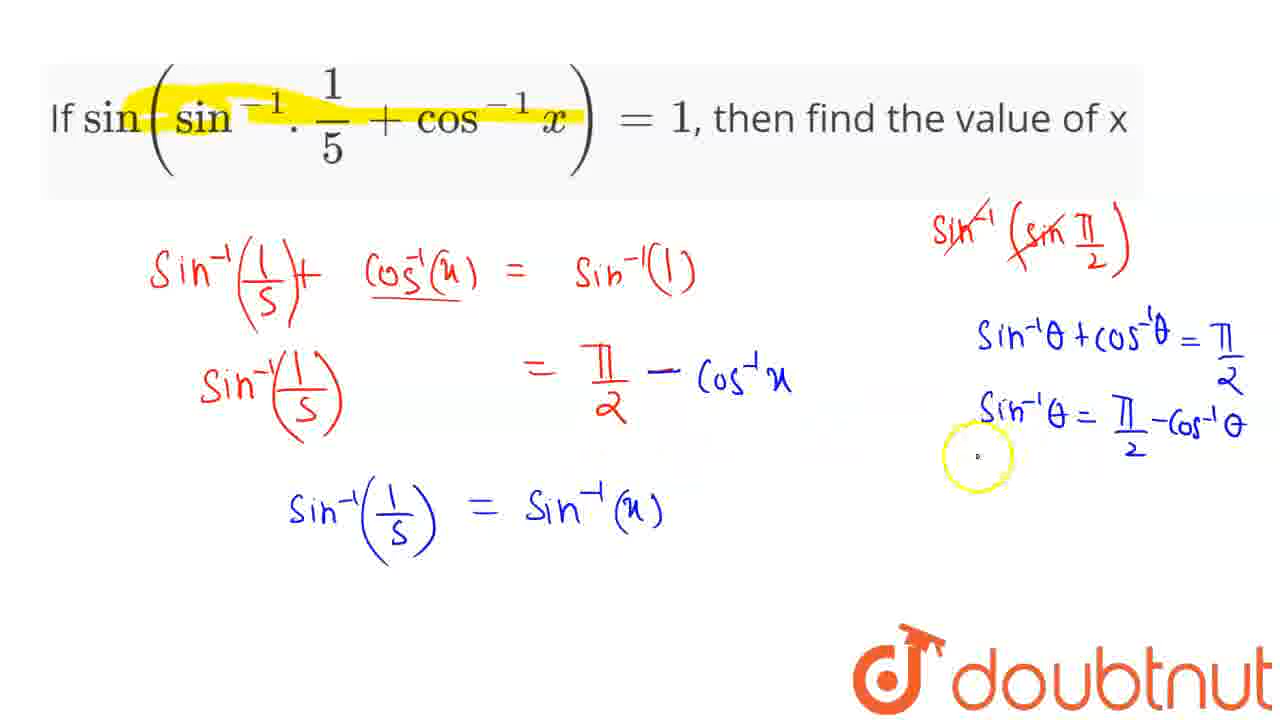 If sin(sin⁻¹. 1/5 + cos⁻¹ x) = 1, then find the value of x
sin⁻¹ (sin π/2)
Sin⁻¹(1/5) + Cos⁻¹(x) = Sin⁻¹(1)
Sin⁻¹θ + Cos⁻¹θ = π/2
Sin⁻¹(1/5) = π/2 - Cos⁻¹x
Sin⁻¹θ = π/2 - Cos⁻¹θ
Sin⁻¹(1/5) = Sin⁻¹(x)
doubtnut